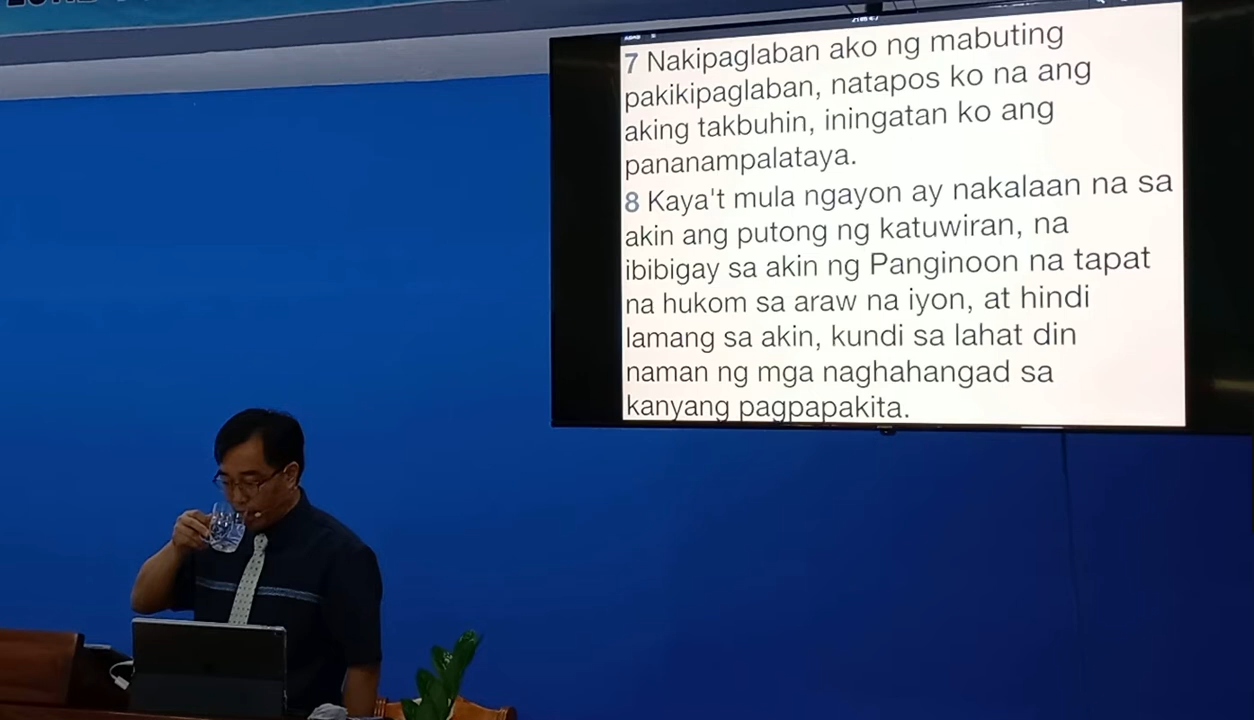 7 Nakipaglaban ako ng mabuting
pakikipaglaban, natapos ko na ang
aking takbuhin, iningatan ko ang
pananampalataya.
8 Kaya't mula ngayon ay nakalaan na sa
akin ang putong ng katuwiran, na
ibibigay sa akin ng Panginoon na tapat
na hukom sa araw na iyon, at hindi
lamang sa akin, kundi sa lahat din
naman ng mga naghahangad sa
kanyang pagpapakita.